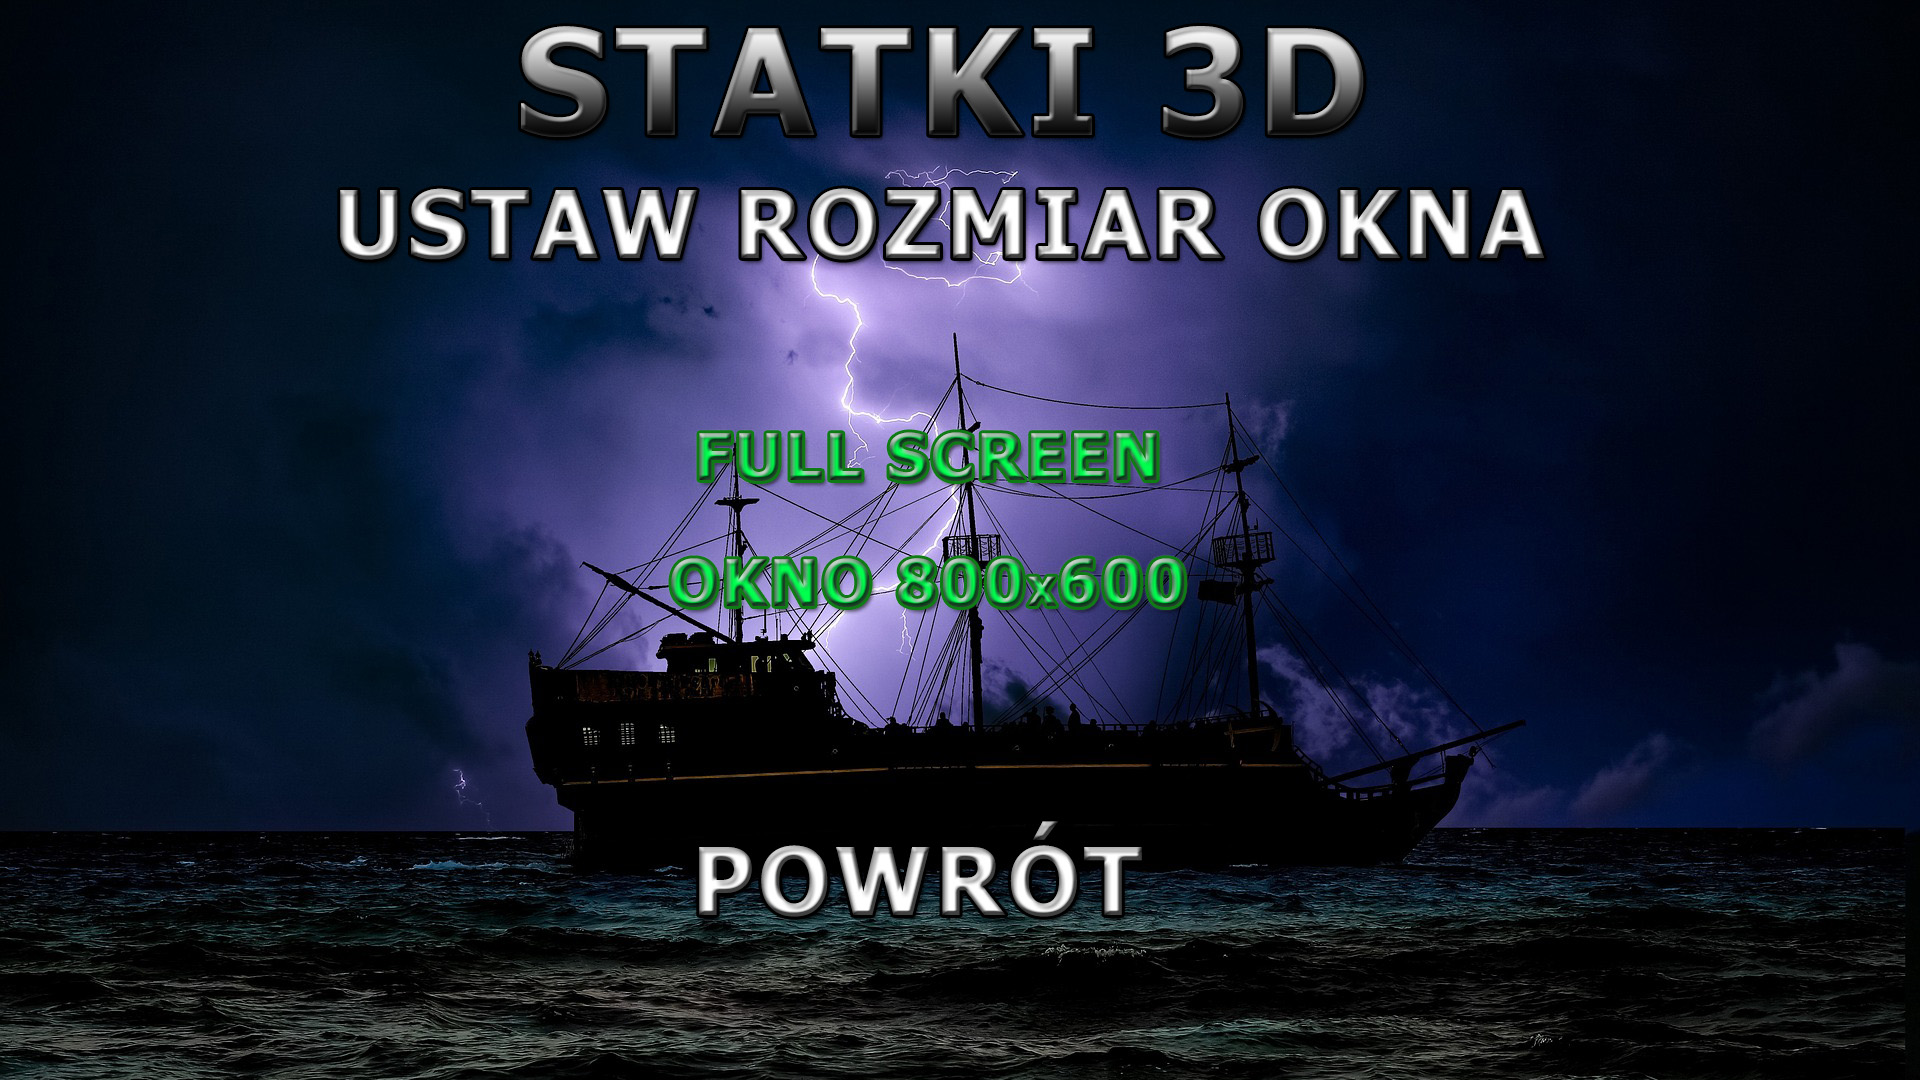 STATKI 3D
USTAW ROZMIAR OKNA
FULL SCREEN
OKNO 800x600
POWRÓT